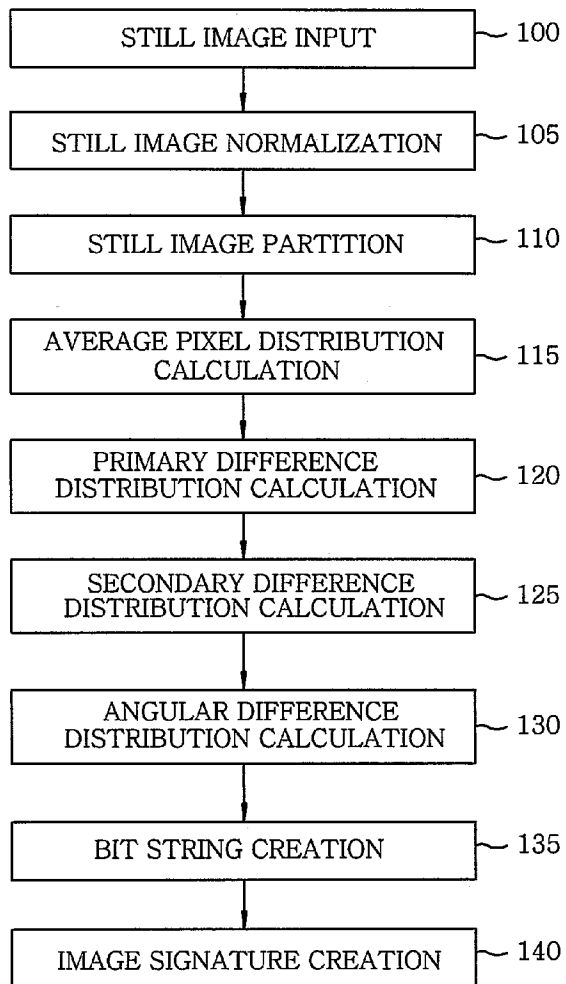 STILL IMAGE INPUT
100
STILL IMAGE NORMALIZATION
105
STILL IMAGE PARTITION
110
AVERAGE PIXEL DISTRIBUTION
CALCULATION
115
PRIMARY DIFFERENCE
DISTRIBUTION CALCULATION
120
SECONDARY DIFFERENCE
DISTRIBUTION CALCULATION
125
ANGULAR DIFFERENCE
DISTRIBUTION CALCULATION
130
BIT STRING CREATION
135
IMAGE SIGNATURE CREATION
140